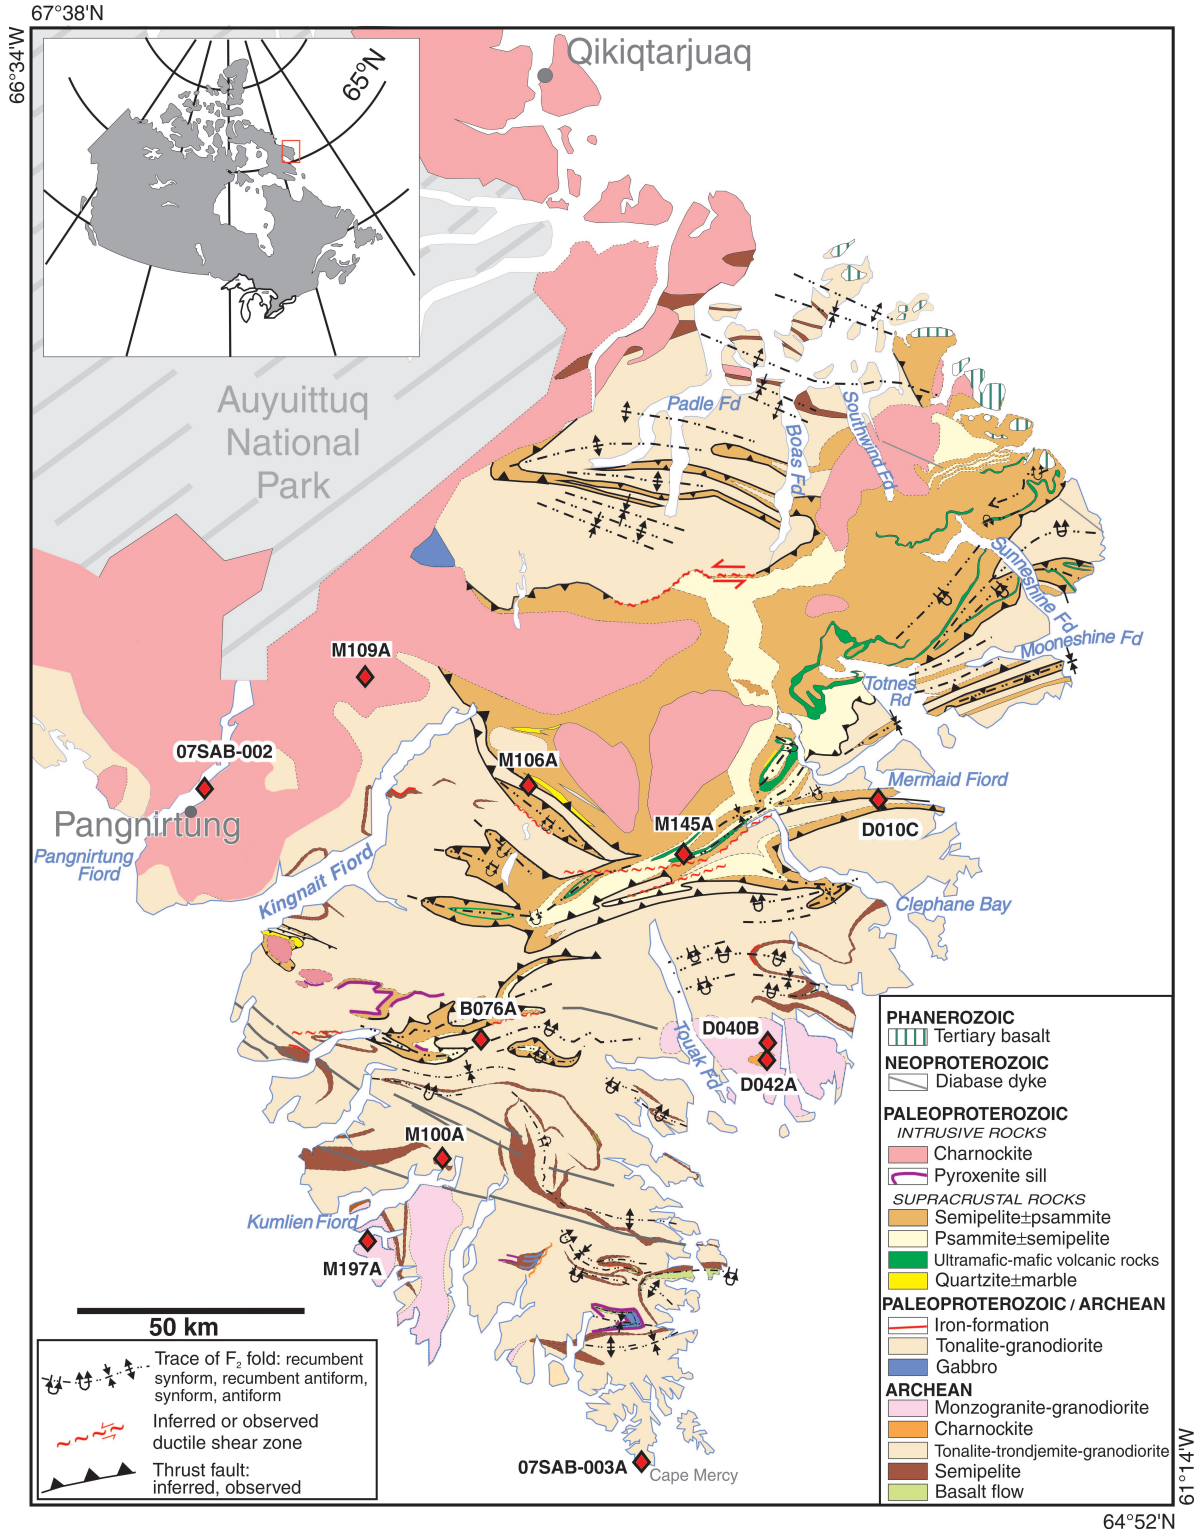 67°38'N
66°34'W
65°N
Qikiqtarjuaq
Auyuittuq
National
Park
Padle Fd
Boas Fd
Southwind Fd
Sunneshine Fd
Mooneshine Fd
M109A
Totnes
Rd
07SAB-002
M106A
Mermaid Fiord
Pangnirtung
M145A
D010C
Pangnirtung
Fiord
Kingnait Fiord
Clephane Bay
B076A
D040B
Touak Fd
D042A
M100A
Kumlien Fiord
M197A
50 km
Trace of F2 fold: recumbent
synform, recumbent antiform,
synform, antiform
Inferred or observed
ductile shear zone
Thrust fault:
inferred, observed
07SAB-003A
Cape Mercy
PHANEROZOIC
Tertiary basalt
NEOPROTEROZOIC
Diabase dyke
PALEOPROTEROZOIC
INTRUSIVE ROCKS
Charnockite
Pyroxenite sill
SUPRACRUSTAL ROCKS
Semipelite±psammite
Psammite±semipelite
Ultramafic-mafic volcanic rocks
Quartzite±marble
PALEOPROTEROZOIC / ARCHEAN
Iron-formation
Tonalite-granodiorite
Gabbro
ARCHEAN
Monzogranite-granodiorite
Charnockite
Tonalite-trondjemite-granodiorite
Semipelite
Basalt flow
61°14'W
64°52'N